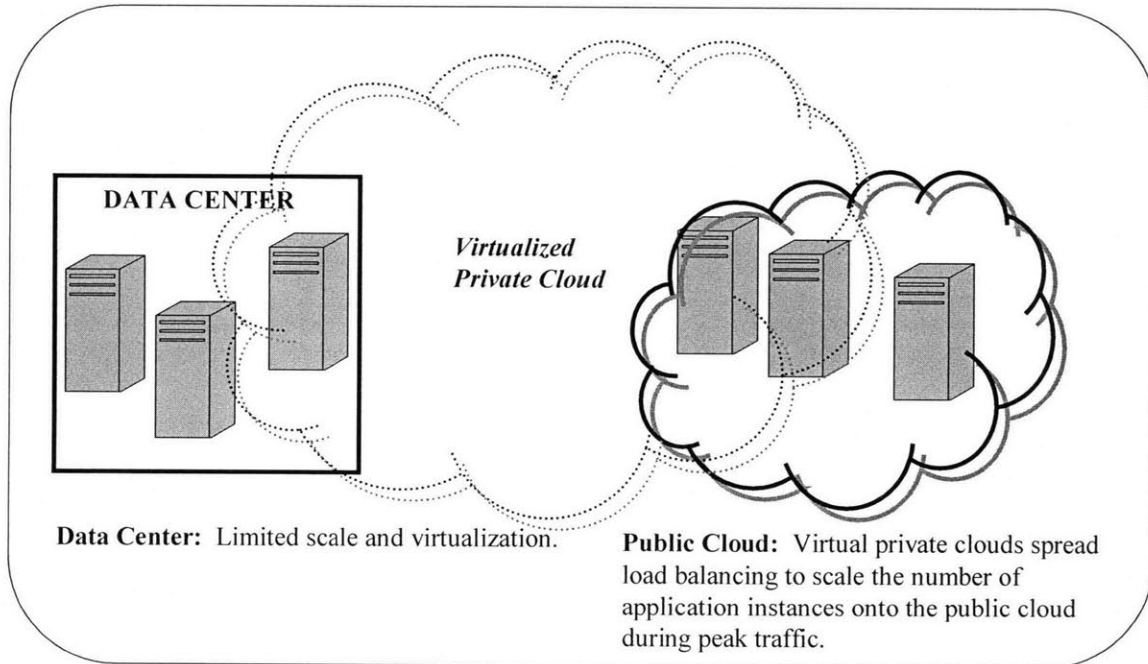 DATA CENTER
Virtualized
Private Cloud
Data Center: Limited scale and virtualization.
Public Cloud: Virtual private clouds spread
load balancing to scale the number of
application instances onto the public cloud
during peak traffic.